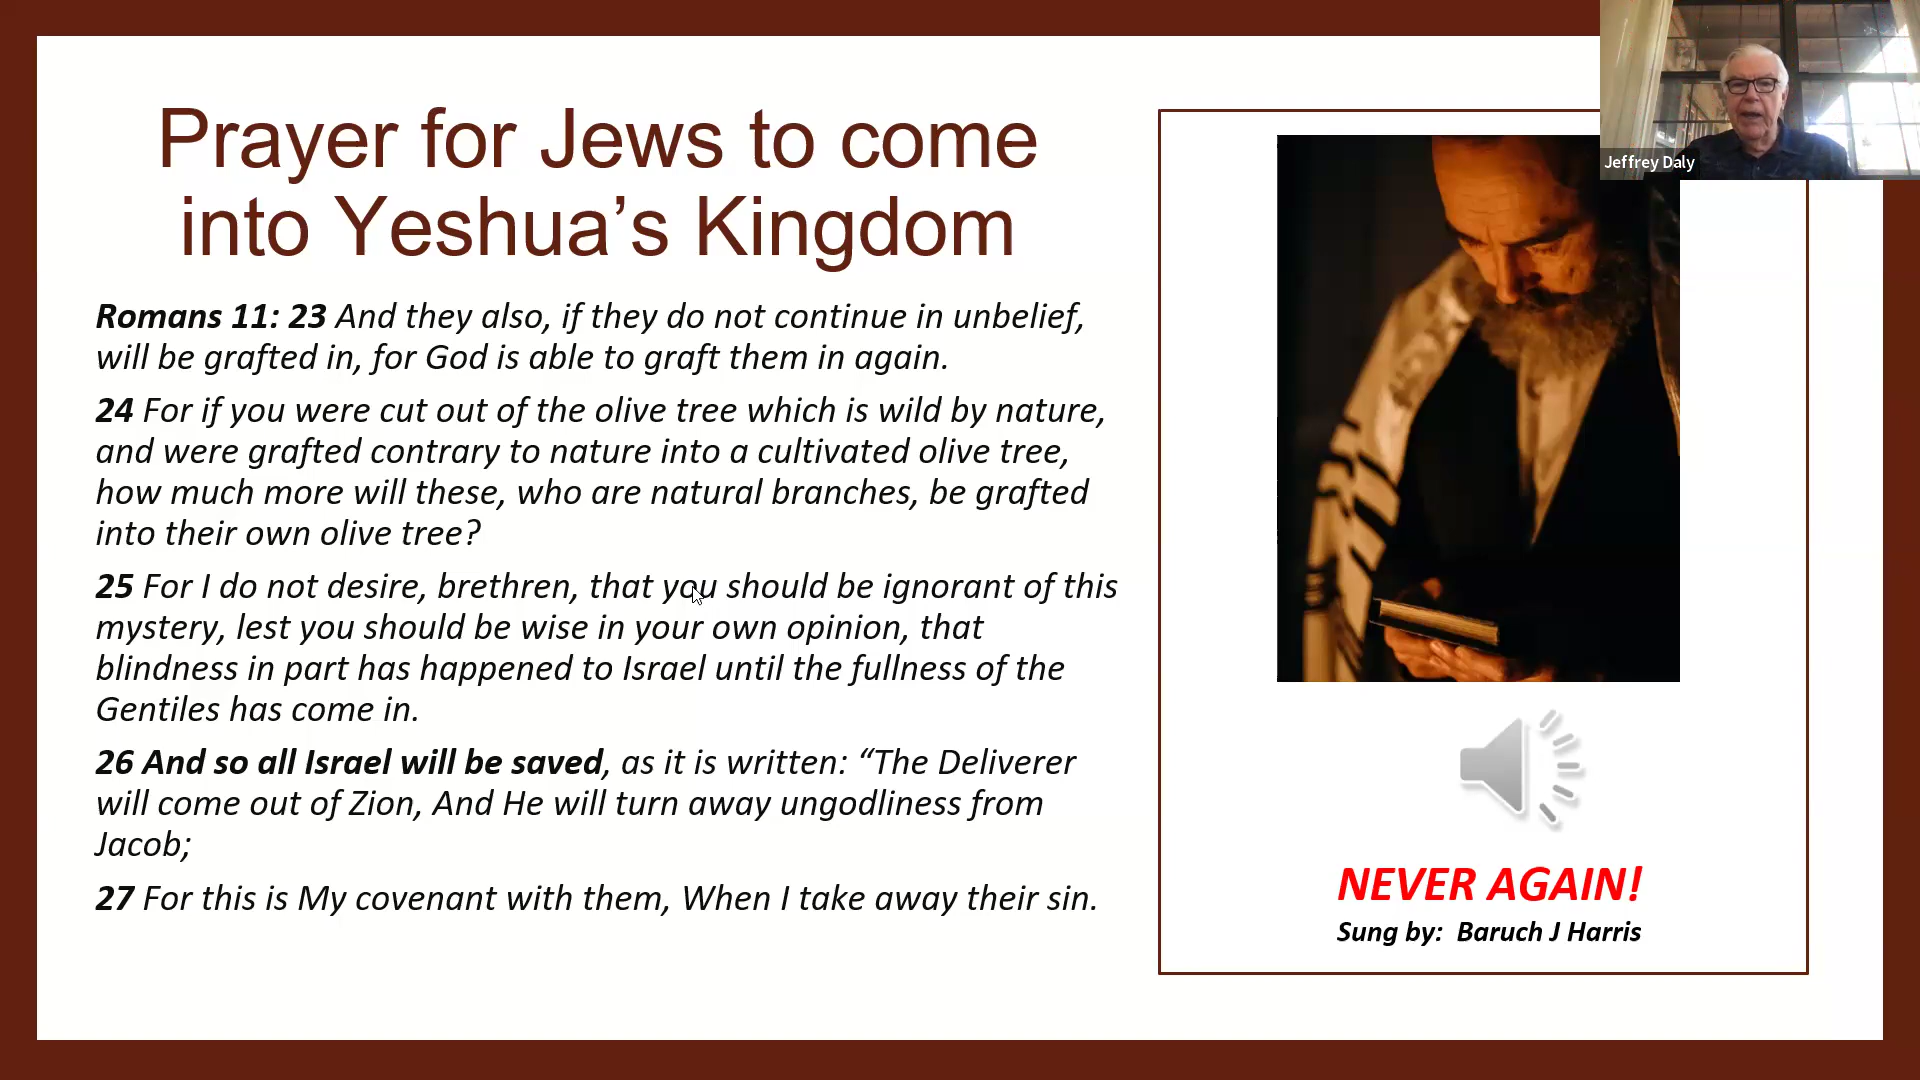 Prayer for Jews to come
into Yeshua’s Kingdom
Romans 11: 23 And they also, if they do not continue in unbelief,
will be grafted in, for God is able to graft them in again.
24 For if you were cut out of the olive tree which is wild by nature,
and were grafted contrary to nature into a cultivated olive tree,
how much more will these, who are natural branches, be grafted
into their own olive tree?
25 For I do not desire, brethren, that you should be ignorant of this
mystery, lest you should be wise in your own opinion, that
blindness in part has happened to Israel until the fullness of the
Gentiles has come in.
26 And so all Israel will be saved, as it is written: “The Deliverer
will come out of Zion, And He will turn away ungodliness from
Jacob;
27 For this is My covenant with them, When I take away their sin.
Jeffrey Daly
NEVER AGAIN!
Sung by: Baruch J Harris